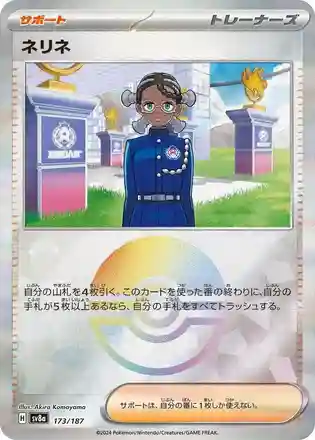 サポート
トレーナーズ
ネリネ
自分の山札を4枚引く。このカードを使った番の終わりに、自分の手札が5枚以上あるなら、自分の手札をすべてトラッシュする。
Illus. Akira Komayama
H sv8a 173/187
サポートは、自分の番に1枚しか使えない。
©2024 Pokémon/Nintendo/Creatures/GAME FREAK.